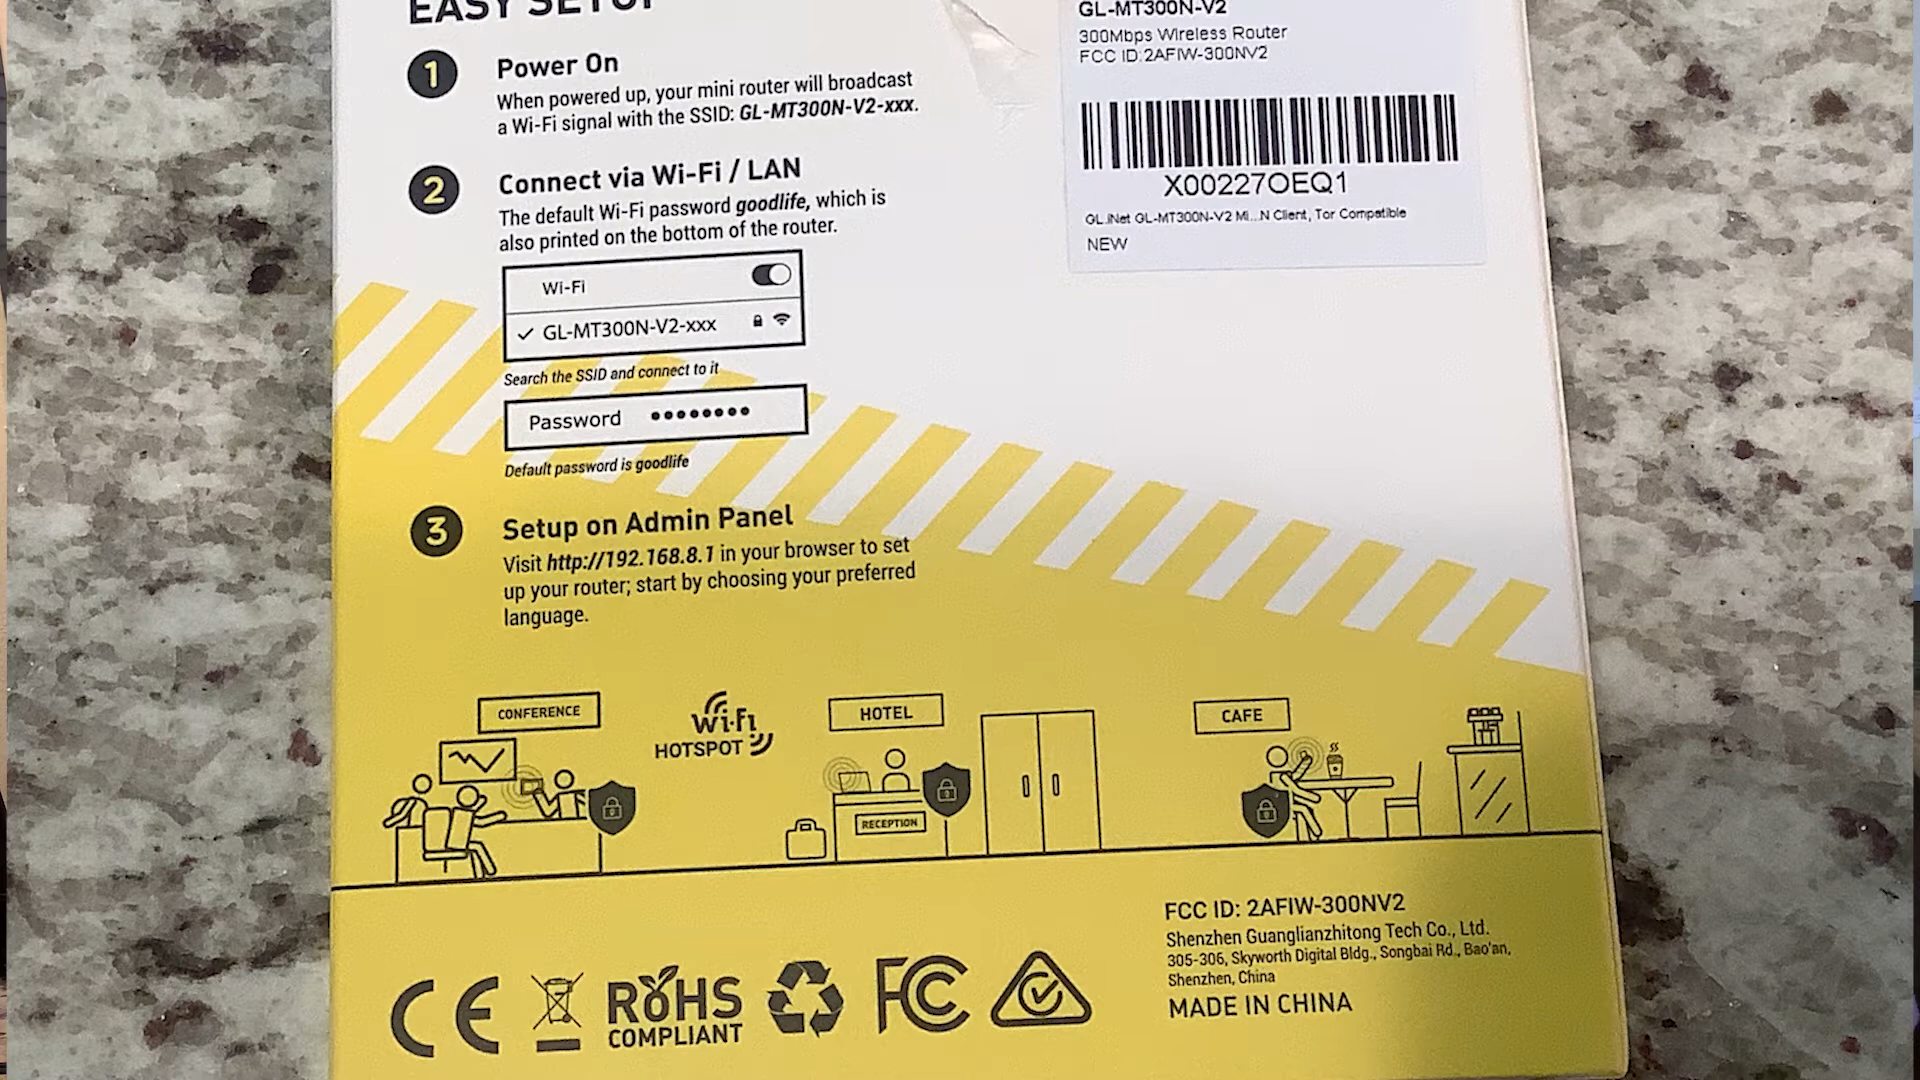 EASY SETUP
1
Power On
When powered up, your mini router will broadcast
a Wi-Fi signal with the SSID: GL-MT300N-V2-xxx.
2
Connect via Wi-Fi / LAN
The default Wi-Fi password goodlife, which is
also printed on the bottom of the router.
Wi-Fi
GL-MT300N-V2-xxx
Search the SSID and connect to it
Password ••••••••
Default password is goodlife
3
Setup on Admin Panel
Visit http://192.168.8.1 in your browser to set
up your router; start by choosing your preferred
language.
GL-MT300N-V2
300Mbps Wireless Router
FCC ID:2AFIW-300NV2
X00227OEQ1
GL.iNet GL-MT300N-V2 Mi...N Client, Tor Compatible
NEW
CONFERENCE
Wi-Fi
HOTSPOT
HOTEL
RECEPTION
CAFE
CE
RoHS
COMPLIANT
FC
FCC ID: 2AFIW-300NV2
Shenzhen Guanglianzhitong Tech Co., Ltd.
305-306, Skyworth Digital Bldg., Songbai Rd., Bao'an,
Shenzhen, China
MADE IN CHINA